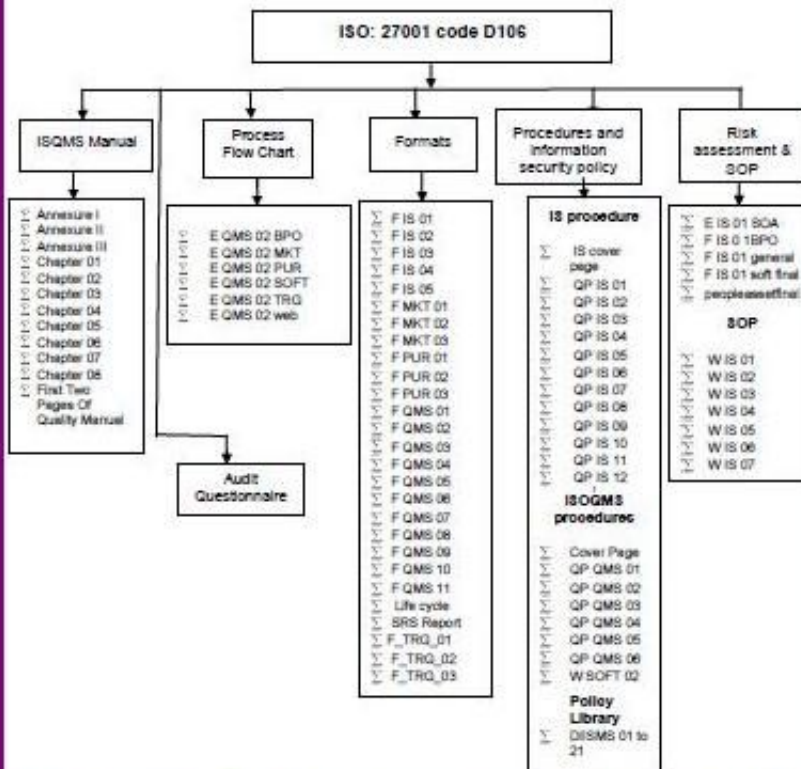 ISO: 27001 code D106
ISQMS Manual
Process
Flow Chart
Formats
Procedures and
Information
security policy
Risk
assessment &
SOP
∑ Annexure I
∑ Annexure II
∑ Annexure III
∑ Chapter 01
∑ Chapter 02
∑ Chapter 03
∑ Chapter 04
∑ Chapter 05
∑ Chapter 06
∑ Chapter 07
∑ Chapter 08
∑ First Two
Pages Of
Quality Manual
∑ E QMS 02 BPO
∑ E QMS 02 MKT
∑ E QMS 02 PUR
∑ E QMS 02 SOFT
∑ E QMS 02 TRG
∑ E QMS 02 web
Audit
Questionnaire
∑ F IS 01
∑ F IS 02
∑ F IS 03
∑ F IS 04
∑ F IS 05
∑ F MKT 01
∑ F MKT 02
∑ F MKT 03
∑ F PUR 01
∑ F PUR 02
∑ F PUR 03
∑ F QMS 01
∑ F QMS 02
∑ F QMS 03
∑ F QMS 04
∑ F QMS 05
∑ F QMS 06
∑ F QMS 07
∑ F QMS 08
∑ F QMS 09
∑ F QMS 10
∑ F QMS 11
∑ Life cycle
∑ SRS Report
∑ F_TRG_01
∑ F_TRG_02
∑ F_TRG_03
IS procedure
∑ IS cover
page
∑ QP IS 01
∑ QP IS 02
∑ QP IS 03
∑ QP IS 04
∑ QP IS 05
∑ QP IS 06
∑ QP IS 07
∑ QP IS 08
∑ QP IS 09
∑ QP IS 10
∑ QP IS 11
∑ QP IS 12
ISOQMS
procedures
∑ Cover Page
∑ QP QMS 01
∑ QP QMS 02
∑ QP QMS 03
∑ QP QMS 04
∑ QP QMS 05
∑ QP QMS 06
∑ W SOFT 02
Policy
Library
∑ DISMS 01 to
21
∑ E IS 01 SOA
∑ F IS 0 1BPO
∑ F IS 01 general
∑ F IS 01 soft final
∑ peopleassetfinal
SOP
∑ W IS 01
∑ W IS 02
∑ W IS 03
∑ W IS 04
∑ W IS 05
∑ W IS 06
∑ W IS 07